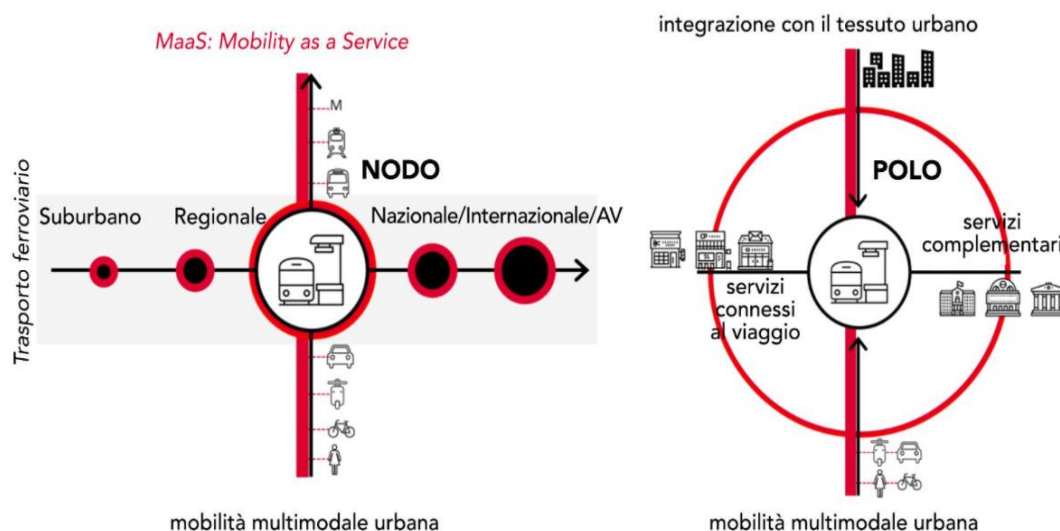 MaaS: Mobility as a Service
M
NODO
Trasporto ferroviario
Suburbano
Regionale
Nazionale/Internazionale/AV
mobilità multimodale urbana
integrazione con il tessuto urbano
POLO
servizi
complementari
servizi
connessi
al viaggio
mobilità multimodale urbana